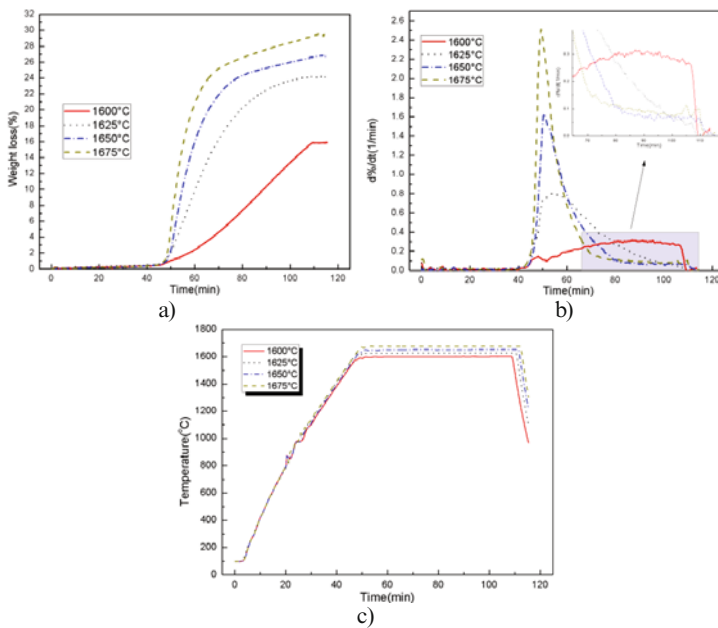 32
30
28
26
24
22
20
18
16
14
12
10
8
6
4
2
0
Weight loss(%)
1600°C
1625°C
1650°C
1675°C
0 20 40 60 80 100 120
Time(min)
a)
2.6
2.4
2.2
2.0
1.8
1.6
1.4
1.2
1.0
0.8
0.6
0.4
0.2
0.0
d%/dt(1/min)
1600°C
1625°C
1650°C
1675°C
0 20 40 60 80 100 120
Time(min)
b)
1800
1600
1400
1200
1000
800
600
400
200
0
Temperature(°C)
1600°C
1625°C
1650°C
1675°C
0 20 40 60 80 100 120
Time(min)
c)